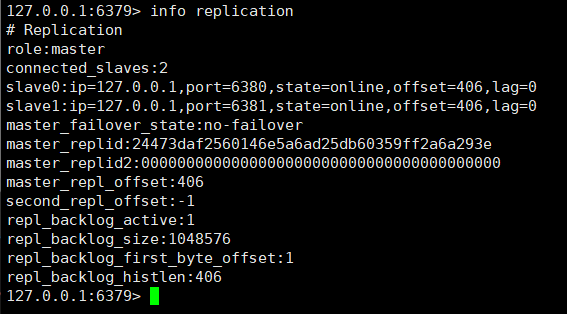 127.0.0.1:6379> info replication
# Replication
role:master
connected_slaves:2
slave0:ip=127.0.0.1,port=6380,state=online,offset=406,lag=0
slave1:ip=127.0.0.1,port=6381,state=online,offset=406,lag=0
master_failover_state:no-failover
master_replid:24473daf2560146e5a6ad25db60359ff2a6a293e
master_replid2:0000000000000000000000000000000000000000
master_repl_offset:406
second_repl_offset:-1
repl_backlog_active:1
repl_backlog_size:1048576
repl_backlog_first_byte_offset:1
repl_backlog_histlen:406
127.0.0.1:6379>